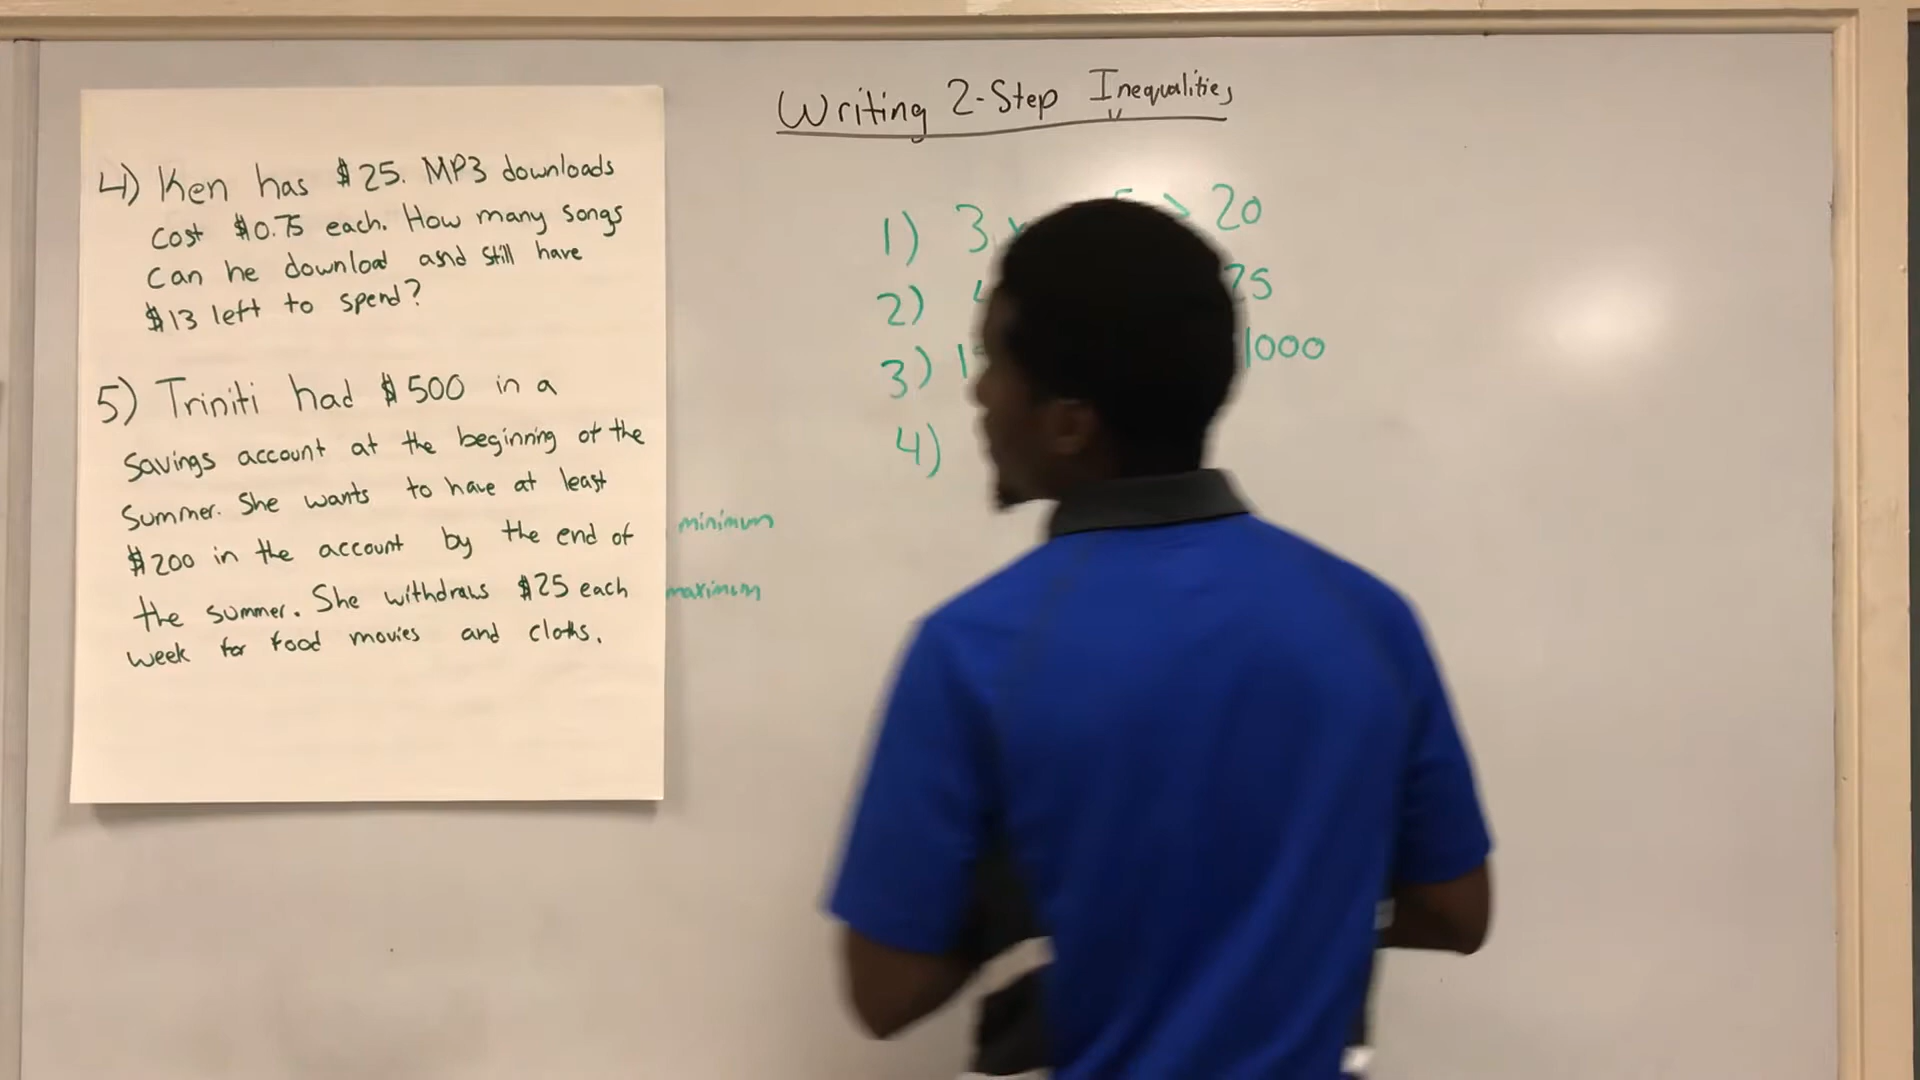 Writing 2-Step Inequalities
4) Ken has $25. MP3 downloads
cost $0.75 each. How many songs
can he download and still have
$13 left to spend?
5) Triniti had $500 in a
Savings account at the beginning of the
Summer. She wants to have at least
$200 in the account by the end of
the summer. She withdraws $25 each
week for food movies and cloths.
minimum
maximum
1) 3 > 20
2) 25
3) 1000
4)